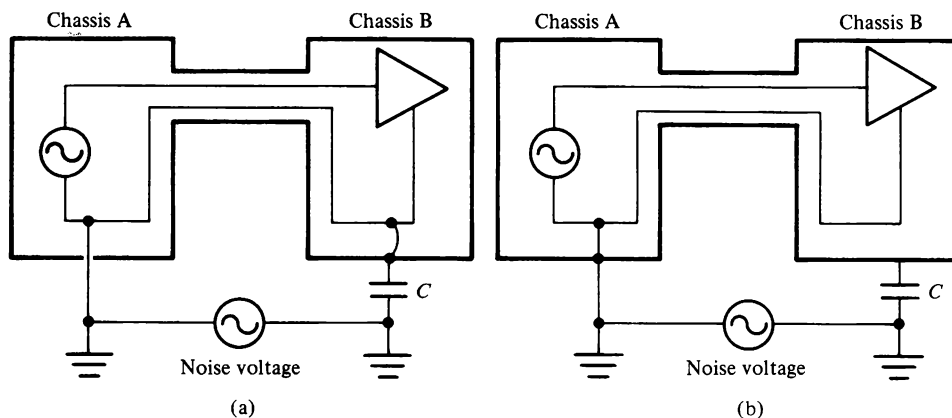 Chassis A
Chassis B
C
Noise voltage
(a)
Chassis A
Chassis B
C
Noise voltage
(b)